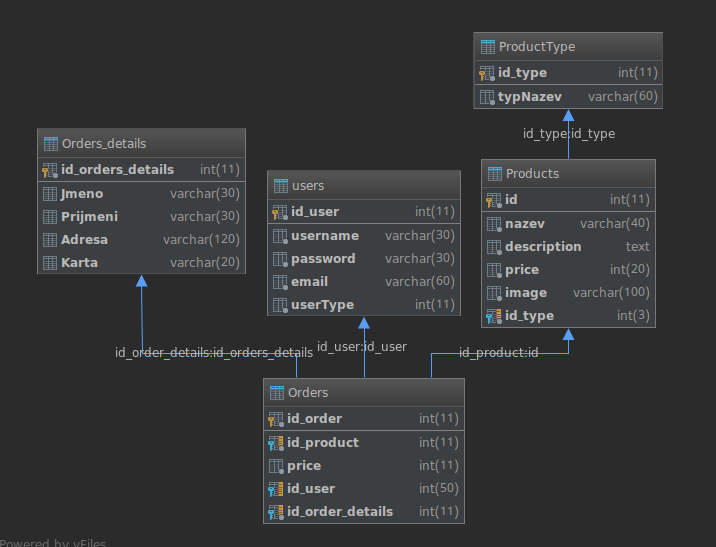 ProductType
id_type int(11)
typNazev varchar(60)
id_type:id_type
Orders_details
id_orders_details int(11)
Jmeno varchar(30)
Prijmeni varchar(30)
Adresa varchar(120)
Karta varchar(20)
users
id_user int(11)
username varchar(30)
password varchar(30)
email varchar(60)
userType int(11)
Products
id int(11)
nazev varchar(40)
description text
price int(20)
image varchar(100)
id_type int(3)
id_order_details:id_orders_details
id_user:id_user
id_product:id
Orders
id_order int(11)
id_product int(11)
price int(11)
id_user int(50)
id_order_details int(11)
Powered by yFiles